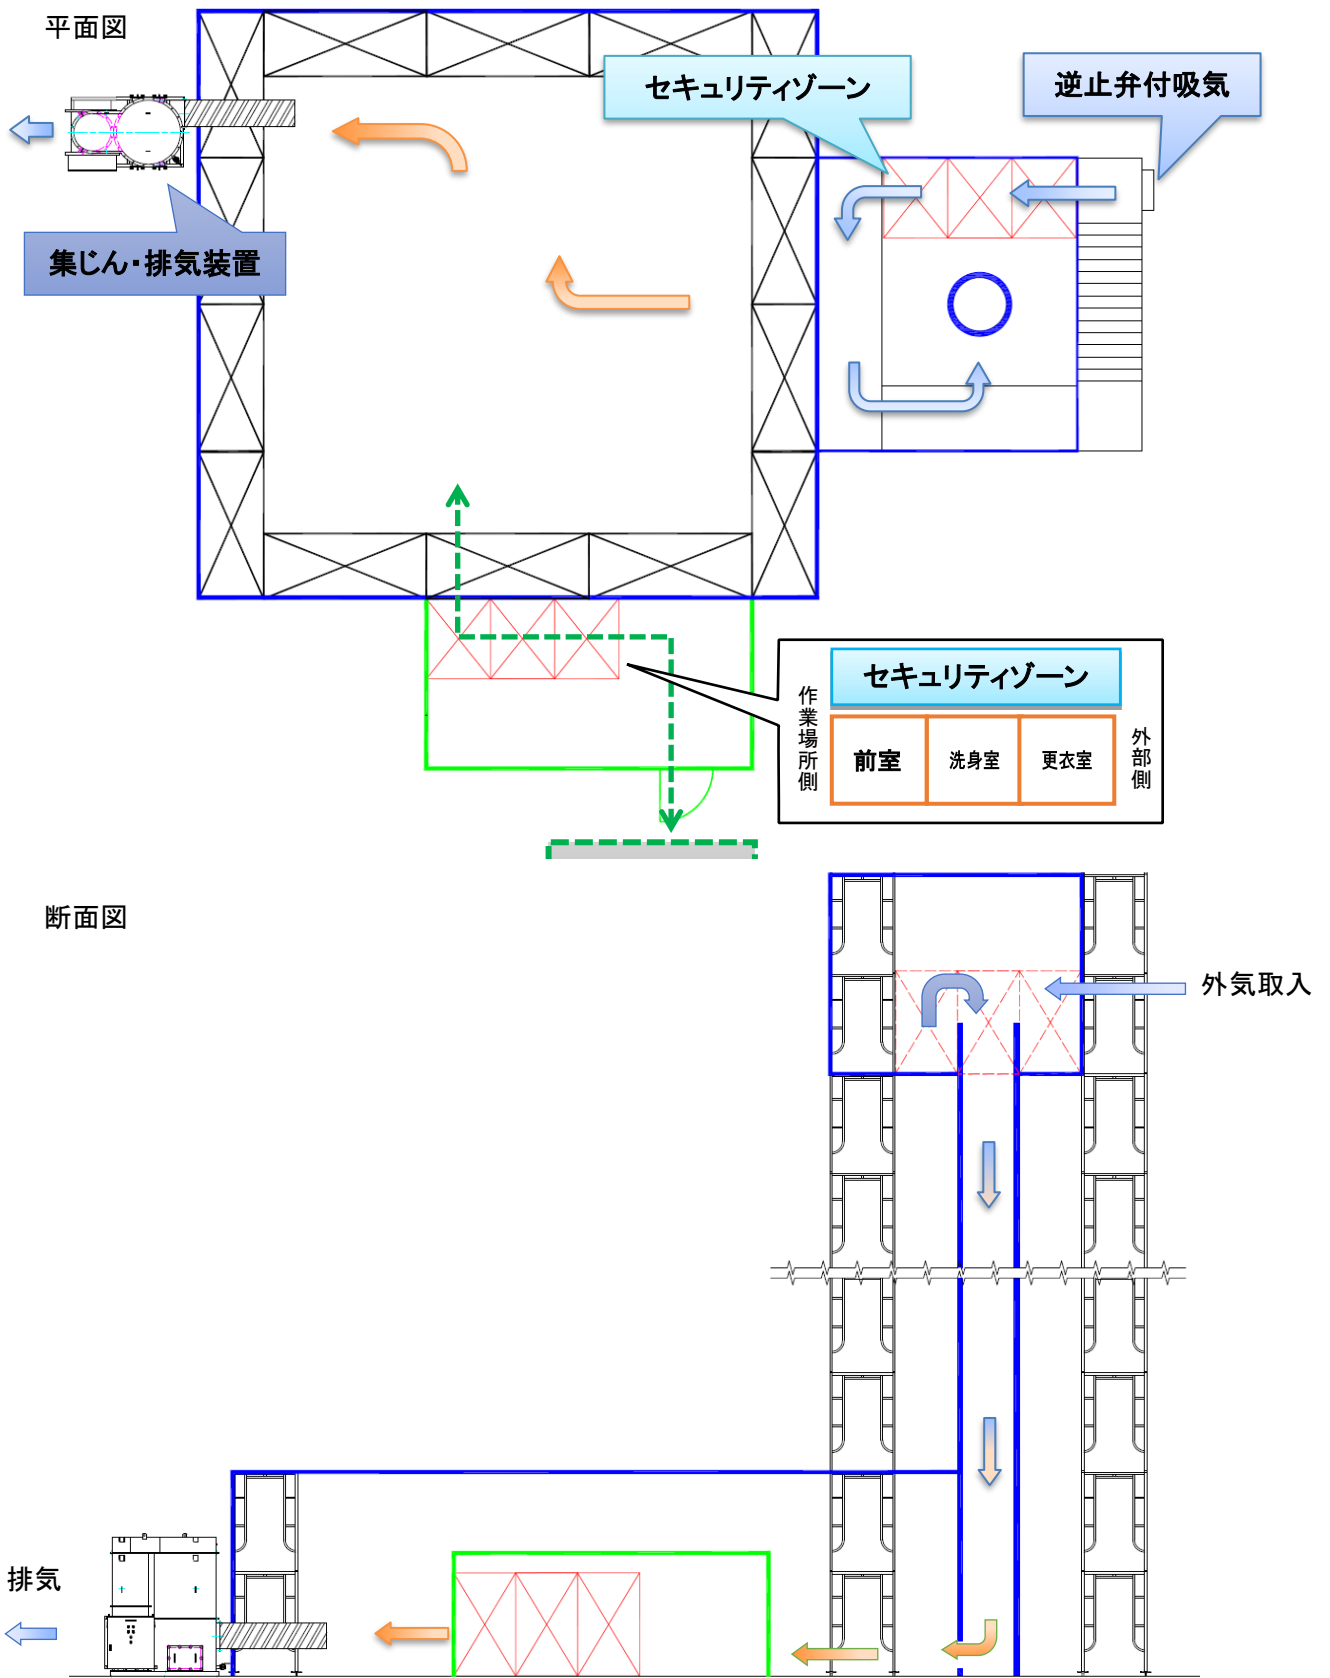 平面図
セキュリティゾーン
逆止弁付吸気
集じん・排気装置
セキュリティゾーン
作業場所側
前室
洗身室
更衣室
外部側
断面図
外気取入
排気